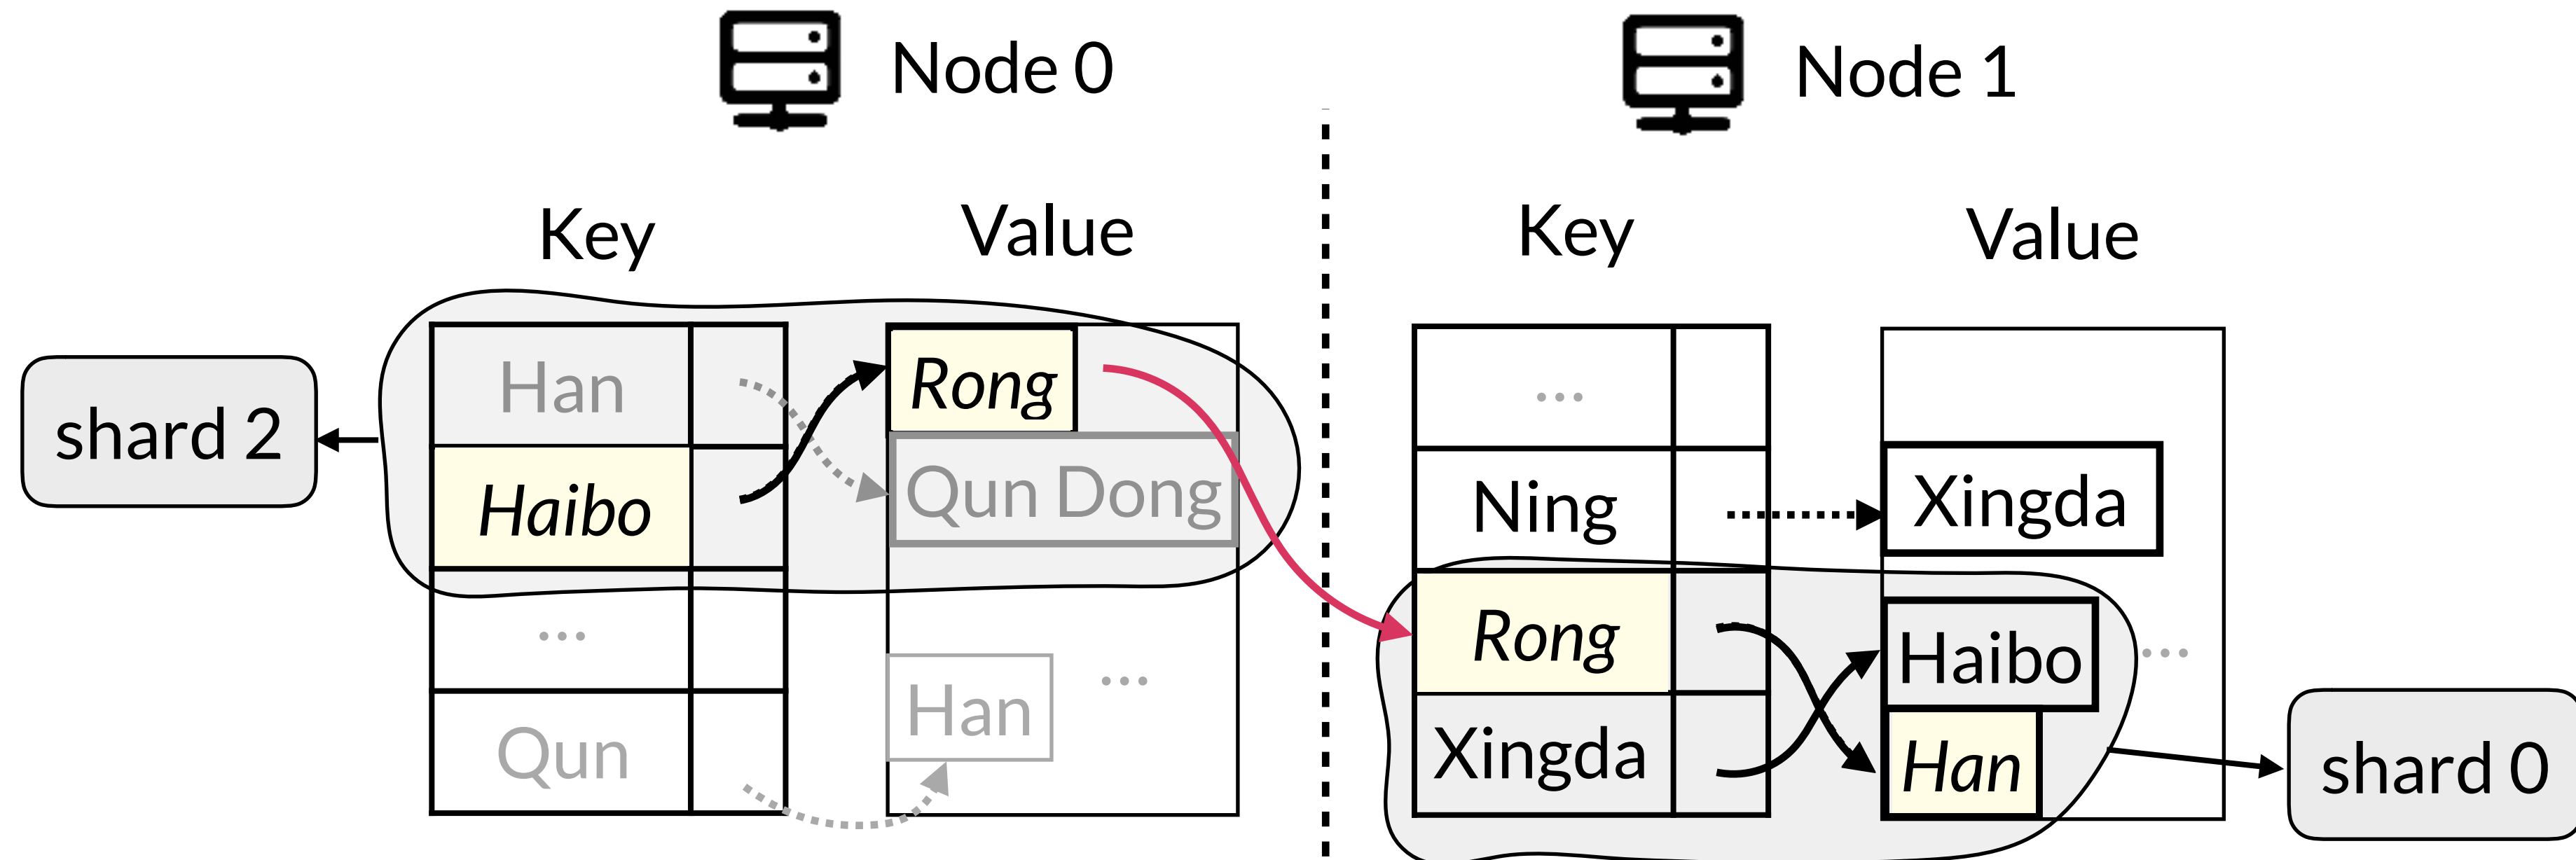 Node 0
Node 1
Key
Value
Key
Value
shard 2
Han
Haibo
...
Qun
Rong
Qun Dong
Han
...
...
Ning
Rong
Xingda
Xingda
Haibo
Han
...
shard 0